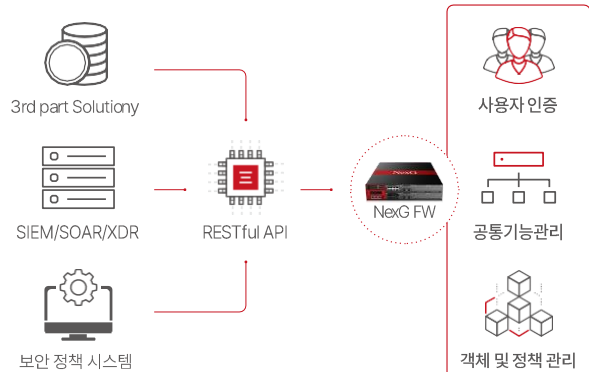 3rd part Solutiony
SIEM/SOAR/XDR
보안 정책 시스템
RESTful API
NexG
NexG FW
사용자 인증
공통기능관리
객체 및 정책 관리